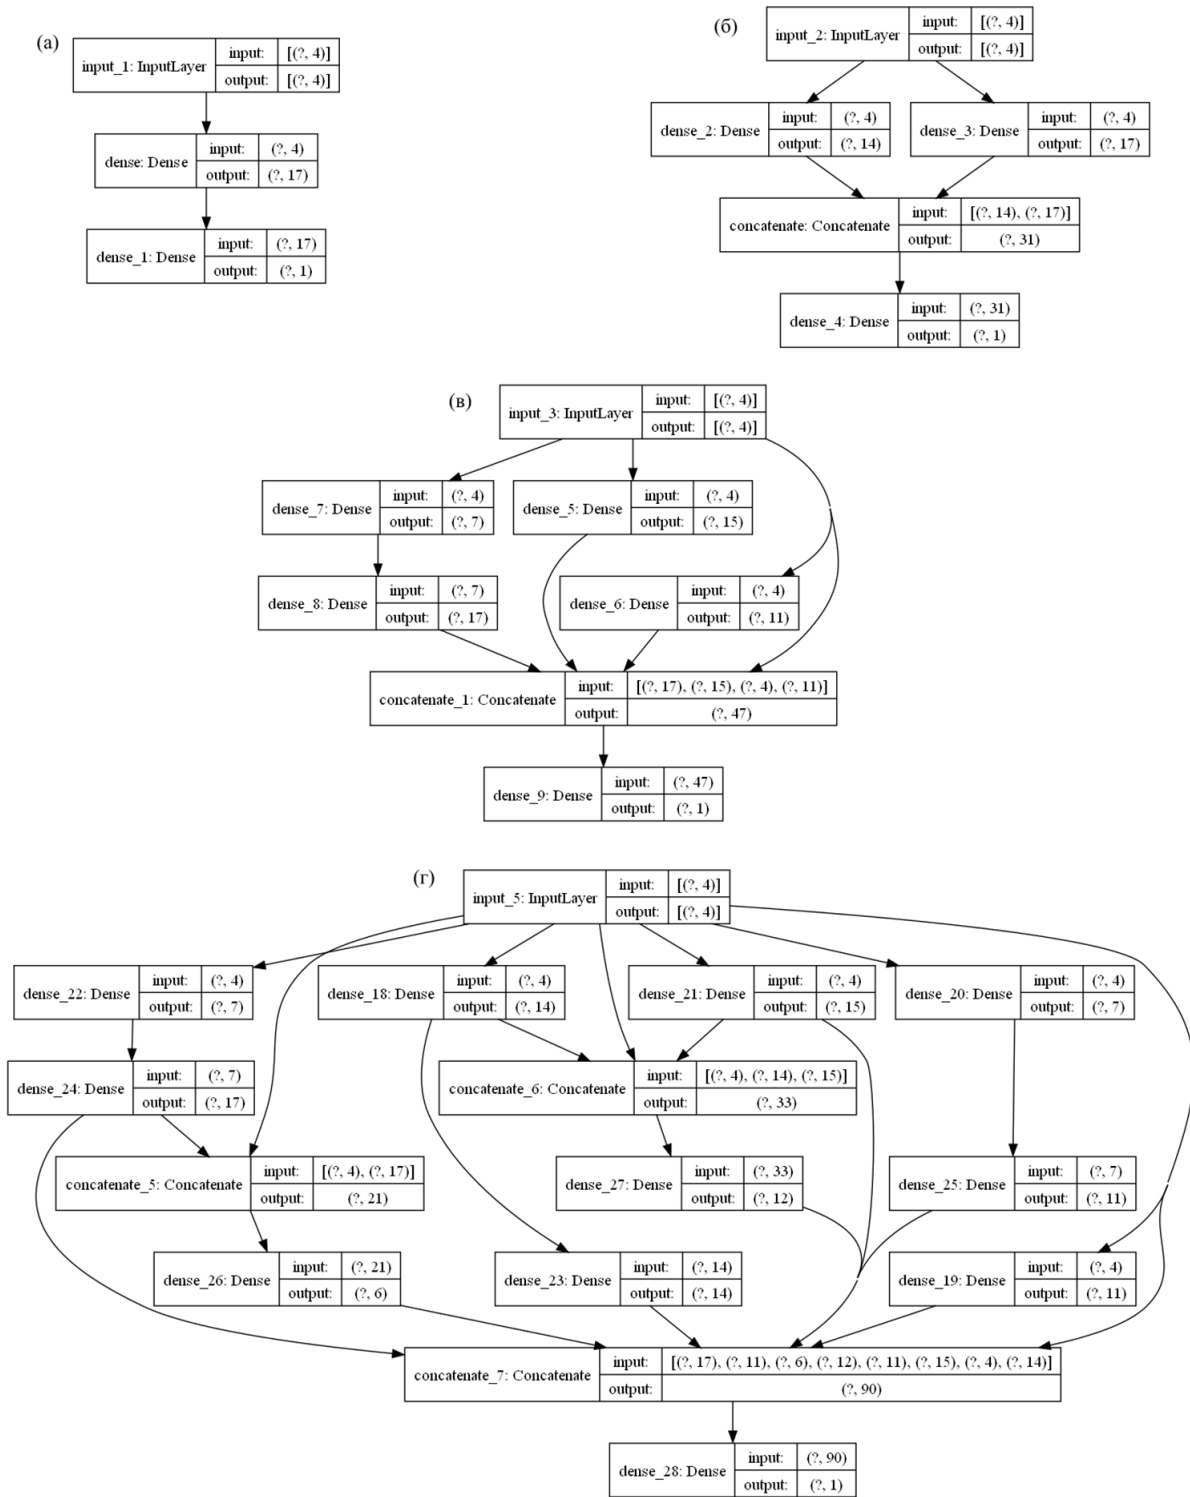 (а)
input_1: InputLayer
input: [(?, 4)]
output: [(?, 4)]
dense: Dense
input: (?, 4)
output: (?, 17)
dense_1: Dense
input: (?, 17)
output: (?, 1)
(б)
input_2: InputLayer
input: [(?, 4)]
output: [(?, 4)]
dense_2: Dense
input: (?, 4)
output: (?, 14)
dense_3: Dense
input: (?, 4)
output: (?, 17)
concatenate: Concatenate
input: [(?, 14), (?, 17)]
output: (?, 31)
dense_4: Dense
input: (?, 31)
output: (?, 1)
(в)
input_3: InputLayer
input: [(?, 4)]
output: [(?, 4)]
dense_7: Dense
input: (?, 4)
output: (?, 7)
dense_5: Dense
input: (?, 4)
output: (?, 15)
dense_8: Dense
input: (?, 7)
output: (?, 17)
dense_6: Dense
input: (?, 4)
output: (?, 11)
concatenate_1: Concatenate
input: [(?, 17), (?, 15), (?, 4), (?, 11)]
output: (?, 47)
dense_9: Dense
input: (?, 47)
output: (?, 1)
(г)
input_5: InputLayer
input: [(?, 4)]
output: [(?, 4)]
dense_22: Dense
input: (?, 4)
output: (?, 7)
dense_18: Dense
input: (?, 4)
output: (?, 14)
dense_21: Dense
input: (?, 4)
output: (?, 15)
dense_20: Dense
input: (?, 4)
output: (?, 7)
dense_24: Dense
input: (?, 7)
output: (?, 17)
concatenate_6: Concatenate
input: [(?, 4), (?, 14), (?, 15)]
output: (?, 33)
concatenate_5: Concatenate
input: [(?, 4), (?, 17)]
output: (?, 21)
dense_27: Dense
input: (?, 33)
output: (?, 12)
dense_25: Dense
input: (?, 7)
output: (?, 11)
dense_26: Dense
input: (?, 21)
output: (?, 6)
dense_23: Dense
input: (?, 14)
output: (?, 14)
dense_19: Dense
input: (?, 4)
output: (?, 11)
concatenate_7: Concatenate
input: [(?, 17), (?, 11), (?, 6), (?, 12), (?, 11), (?, 15), (?, 4), (?, 14)]
output: (?, 90)
dense_28: Dense
input: (?, 90)
output: (?, 1)